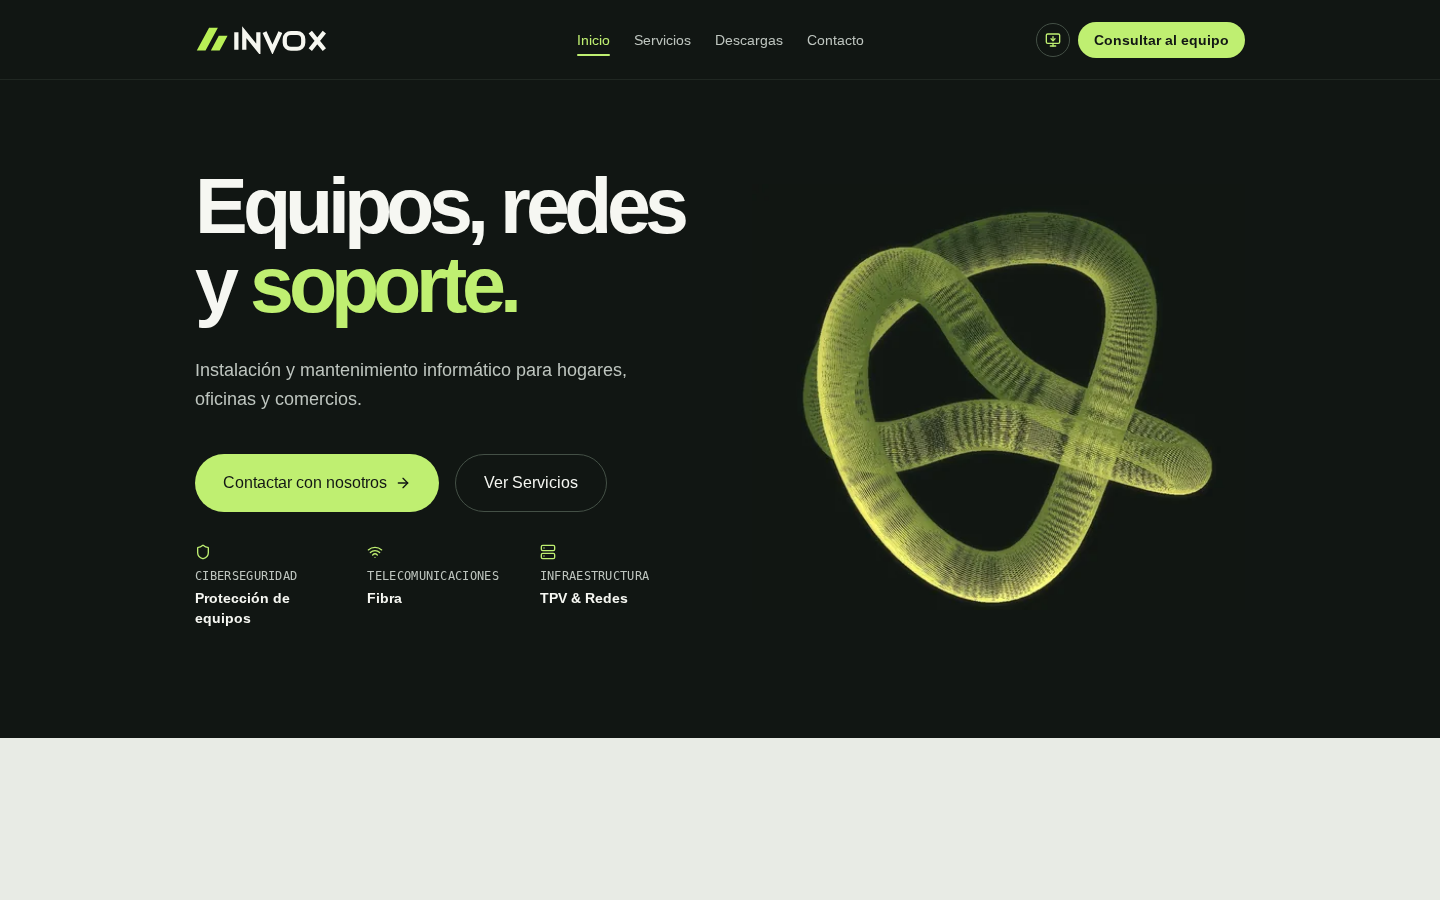 INVOX
Inicio
Servicios
Descargas
Contacto
Consultar al equipo
Equipos, redes
y soporte.
Instalación y mantenimiento informático para hogares,
oficinas y comercios.
Contactar con nosotros
Ver Servicios
CIBERSEGURIDAD
Protección de
equipos
TELECOMUNICACIONES
Fibra
INFRAESTRUCTURA
TPV & Redes